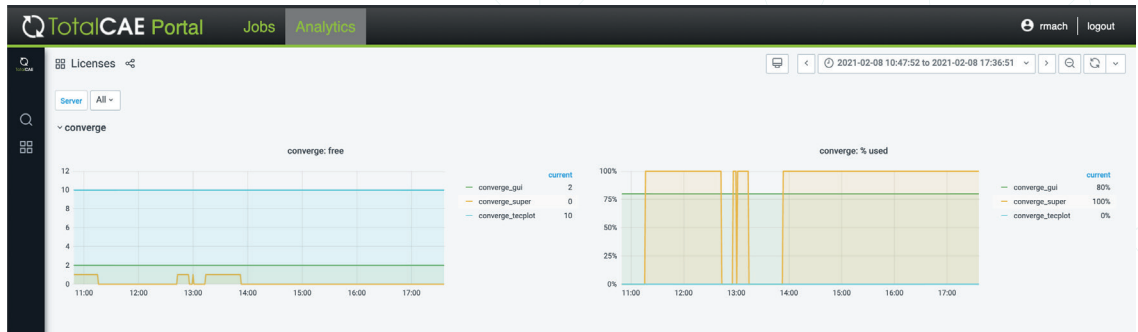 TotalCAE Portal Jobs Analytics rmach logout
Licenses 2021-02-08 10:47:52 to 2021-02-08 17:36:51
Server All
converge
converge: free
12
10
8
6
4
2
0
11:00 12:00 13:00 14:00 15:00 16:00 17:00
current
converge_gui 2
converge_super 0
converge_tecplot 10
converge: % used
100%
75%
50%
25%
0%
11:00 12:00 13:00 14:00 15:00 16:00 17:00
current
converge_gui 80%
converge_super 100%
converge_tecplot 0%